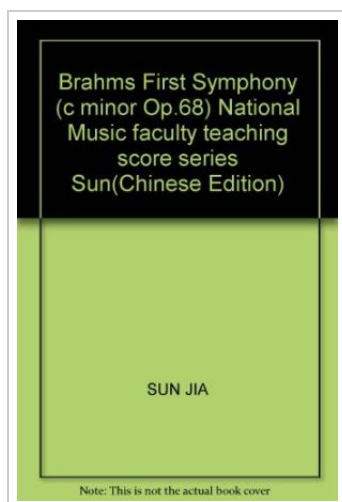 Brahms First Symphony
(c minor Op.68) National
Music faculty teaching
score series
Sun(Chinese Edition)
SUN JIA
Note: This is not the actual book cover